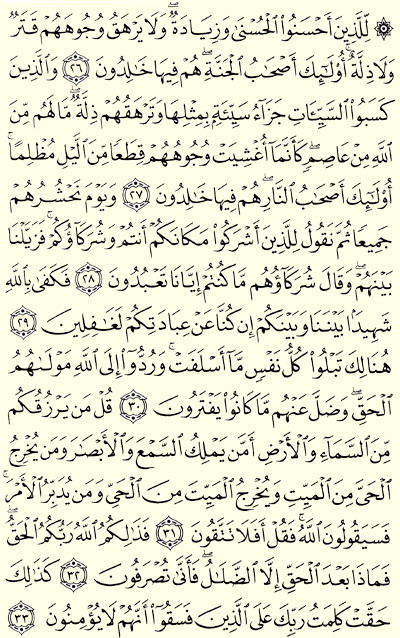 ۞ لِّلَّذِينَ أَحْسَنُوا۟ ٱلْحُسْنَىٰ وَزِيَادَةٌ ۖ وَلَا يَرْهَقُ وُجُوهَهُمْ قَتَرٌ
وَلَا ذِلَّةٌ ۚ أُو۟لَـٰٓئِكَ أَصْحَـٰبُ ٱلْجَنَّةِ ۖ هُمْ فِيهَا خَـٰلِدُونَ ٢٦ وَٱلَّذِينَ
كَسَبُوا۟ ٱلسَّيِّـَٔاتِ جَزَآءُ سَيِّئَةٍۭ بِمِثْلِهَا وَتَرْهَقُهُمْ ذِلَّةٌ ۖ مَّا لَهُم مِّنَ
ٱللَّهِ مِنْ عَاصِمٍ ۖ كَأَنَّمَآ أُغْشِيَتْ وُجُوهُهُمْ قِطَعًا مِّنَ ٱلَّيْلِ مُظْلِمًا ۚ
أُو۟لَـٰٓئِكَ أَصْحَـٰبُ ٱلنَّارِ ۖ هُمْ فِيهَا خَـٰلِدُونَ ٢٧ وَيَوْمَ نَحْشُرُهُمْ
جَمِيعًا ثُمَّ نَقُولُ لِلَّذِينَ أَشْرَكُوا۟ مَكَانَكُمْ أَنتُمْ وَشُرَكَآؤُكُمْ ۚ فَزَيَّلْنَا
بَيْنَهُمْ ۖ وَقَالَ شُرَكَآؤُهُم مَّا كُنتُمْ إِيَّانَا تَعْبُدُونَ ٢٨ فَكَفَىٰ بِٱللَّهِ
شَهِيدًۢا بَيْنَنَا وَبَيْنَكُمْ إِن كُنَّا عَنْ عِبَادَتِكُمْ لَغَـٰفِلِينَ ٢٩
هُنَالِكَ تَبْلُوا۟ كُلُّ نَفْسٍ مَّآ أَسْلَفَتْ ۚ وَرُدُّوٓا۟ إِلَى ٱللَّهِ مَوْلَىٰهُمُ
ٱلْحَقِّ ۖ وَضَلَّ عَنْهُم مَّا كَانُوا۟ يَفْتَرُونَ ٣٠ قُلْ مَن يَرْزُقُكُم
مِّنَ ٱلسَّمَآءِ وَٱلْأَرْضِ أَمَّن يَمْلِكُ ٱلسَّمْعَ وَٱلْأَبْصَـٰرَ وَمَن يُخْرِجُ
ٱلْحَىَّ مِنَ ٱلْمَيِّتِ وَيُخْرِجُ ٱلْمَيِّتَ مِنَ ٱلْحَىِّ وَمَن يُدَبِّرُ ٱلْأَمْرَ ۚ
فَسَيَقُولُونَ ٱللَّهُ ۚ فَقُلْ أَفَلَا تَتَّقُونَ ٣١ فَذَٰلِكُمُ ٱللَّهُ رَبُّكُمُ ٱلْحَقُّ ۖ
فَمَاذَا بَعْدَ ٱلْحَقِّ إِلَّا ٱلضَّلَـٰلُ ۖ فَأَنَّىٰ تُصْرَفُونَ ٣٢ كَذَٰلِكَ
حَقَّتْ كَلِمَتُ رَبِّكَ عَلَى ٱلَّذِينَ فَسَقُوٓا۟ أَنَّهُمْ لَا يُؤْمِنُونَ ٣٣